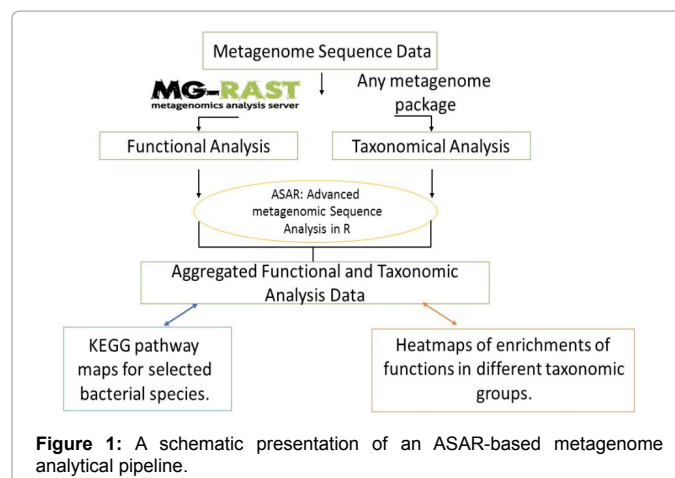 Metagenome Sequence Data
MG-RAST
metagenomics analysis server
Any metagenome
package
Functional Analysis
Taxonomical Analysis
ASAR: Advanced
metagenomic Sequence
Analysis in R
Aggregated Functional and Taxonomic
Analysis Data
KEGG pathway
maps for selected
bacterial species.
Heatmaps of enrichments of
functions in different taxonomic
groups.
Figure 1: A schematic presentation of an ASAR-based metagenome
analytical pipeline.